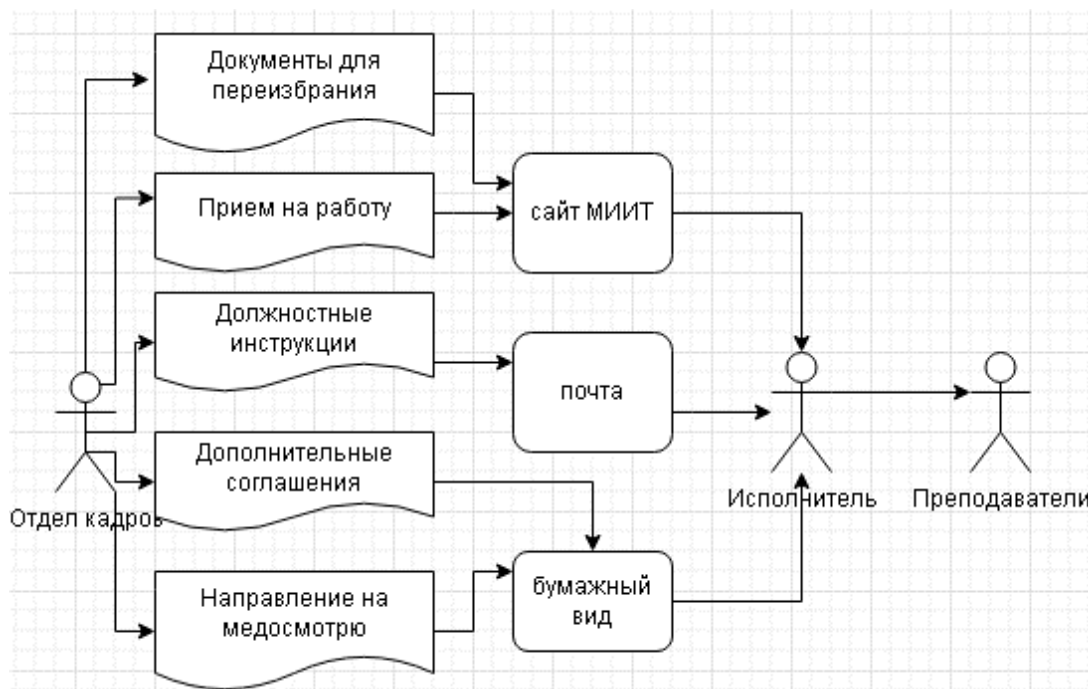 Документы для
переизбрания
Прием на работу
сайт МИИТ
Должностные
инструкции
почта
Дополнительные
соглашения
Отдел кадров
Исполнитель
Преподаватели
Направление на
медосмотрю
бумажный
вид